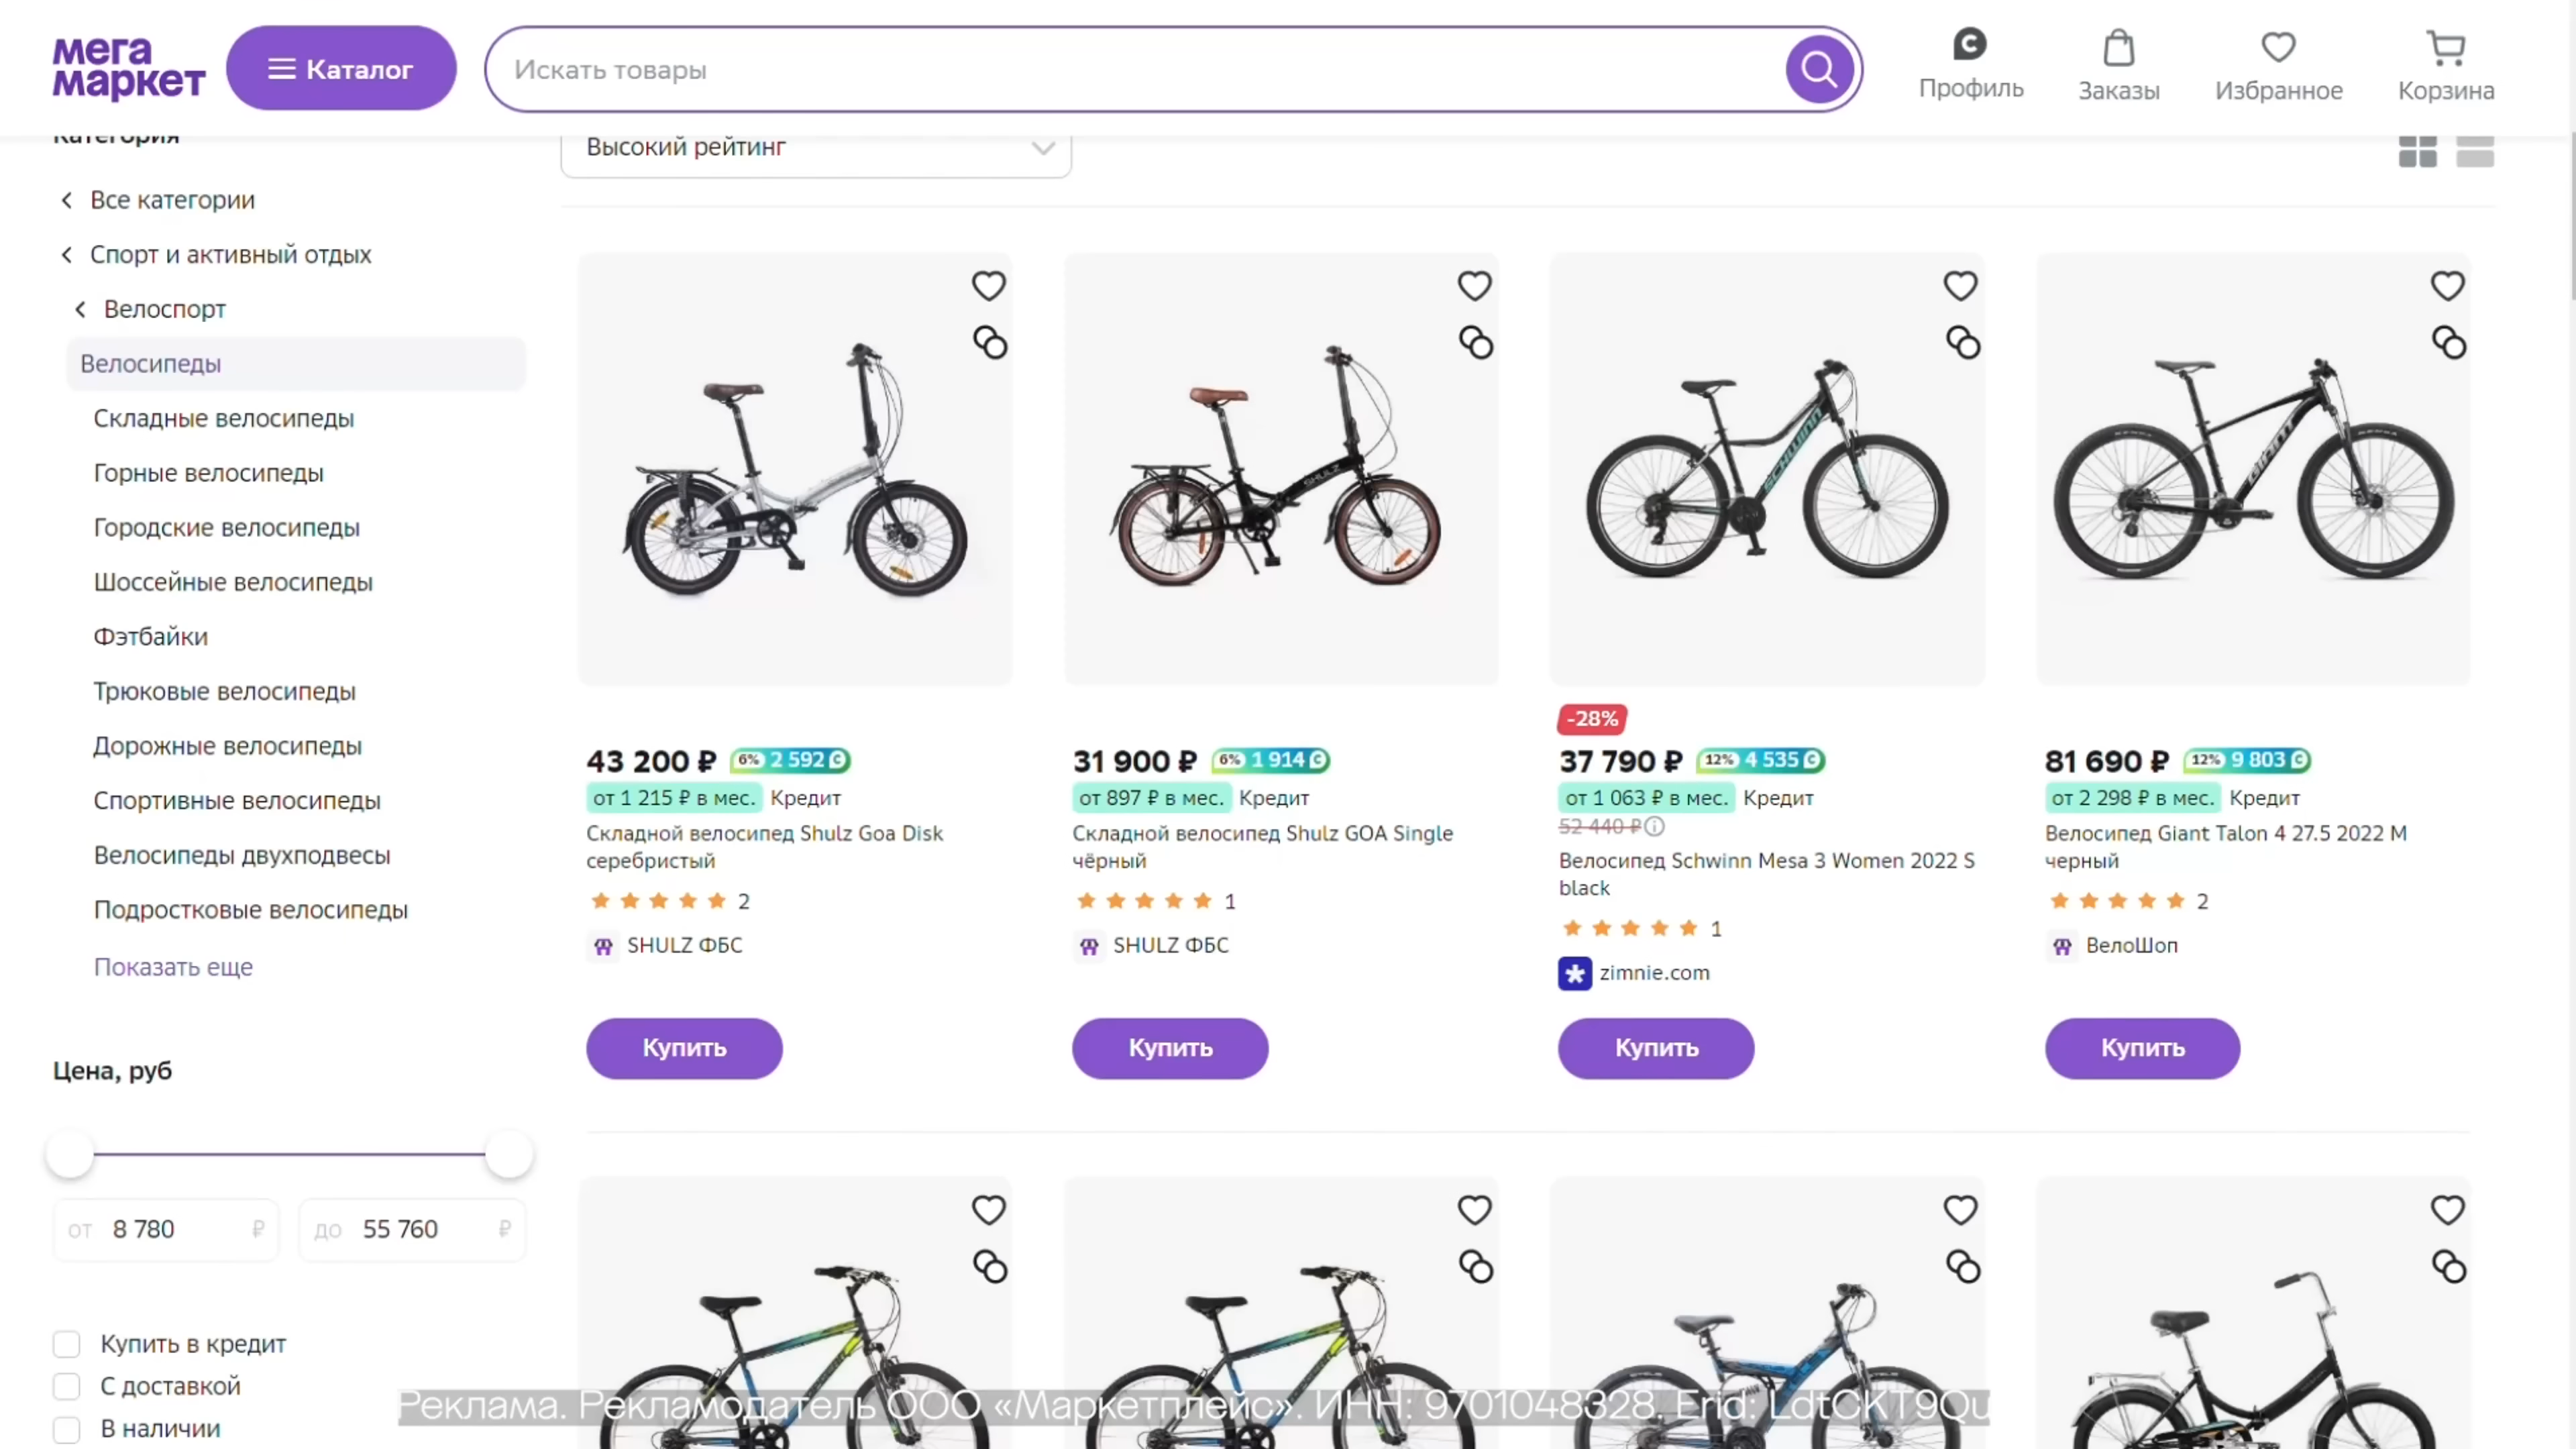 мега
маркет
Каталог
Искать товары
Профиль
Заказы
Избранное
Корзина
Категория
Высокий рейтинг
Все категории
Спорт и активный отдых
Велоспорт
Велосипеды
Складные велосипеды
Горные велосипеды
Городские велосипеды
Шоссейные велосипеды
Фэтбайки
Трюковые велосипеды
Дорожные велосипеды
Спортивные велосипеды
Велосипеды двухподвесы
Подростковые велосипеды
Показать еще
Цена, руб
от 8 780 ₽
до 55 760 ₽
Купить в кредит
С доставкой
В наличии
SHULZ
SCHWINN
GIANT
43 200 ₽ 6% 2 592
от 1 215 ₽ в мес. Кредит
Складной велосипед Shulz Goa Disk
серебристый
2
SHULZ ФБС
Купить
31 900 ₽ 6% 1 914
от 897 ₽ в мес. Кредит
Складной велосипед Shulz GOA Single
чёрный
1
SHULZ ФБС
Купить
-28%
37 790 ₽ 12% 4 535
от 1 063 ₽ в мес. Кредит
52 440 ₽
Велосипед Schwinn Mesa 3 Women 2022 S
black
1
zimnie.com
Купить
81 690 ₽ 12% 9 803
от 2 298 ₽ в мес. Кредит
Велосипед Giant Talon 4 27.5 2022 M
черный
2
ВелоШоп
Купить
Реклама. Рекламодатель ООО «Маркетплейс». ИНН: 9701048328 Erid: LdtCKT9Qu